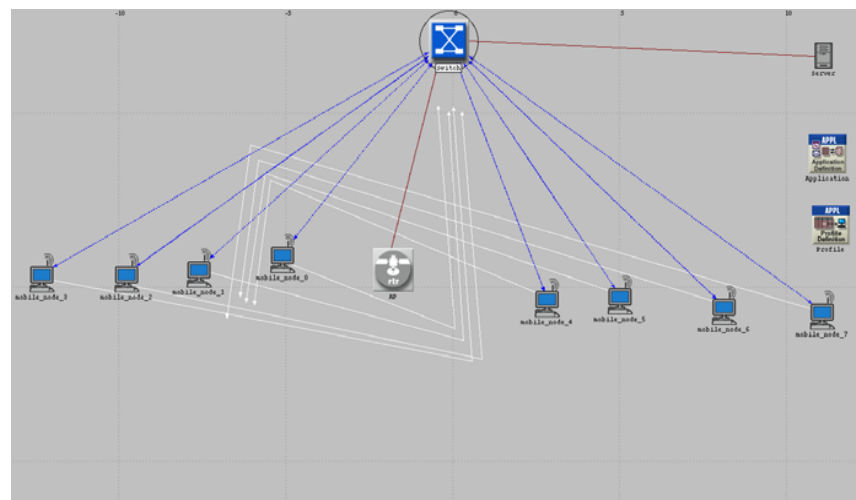 -10
-5
0
5
10
switch
Server
APPL
Application
Definition
Application
APPL
Profile
Definition
Profile
rtr
AP
mobile_node_3
mobile_node_2
mobile_node_1
mobile_node_0
mobile_node_4
mobile_node_5
mobile_node_6
mobile_node_7